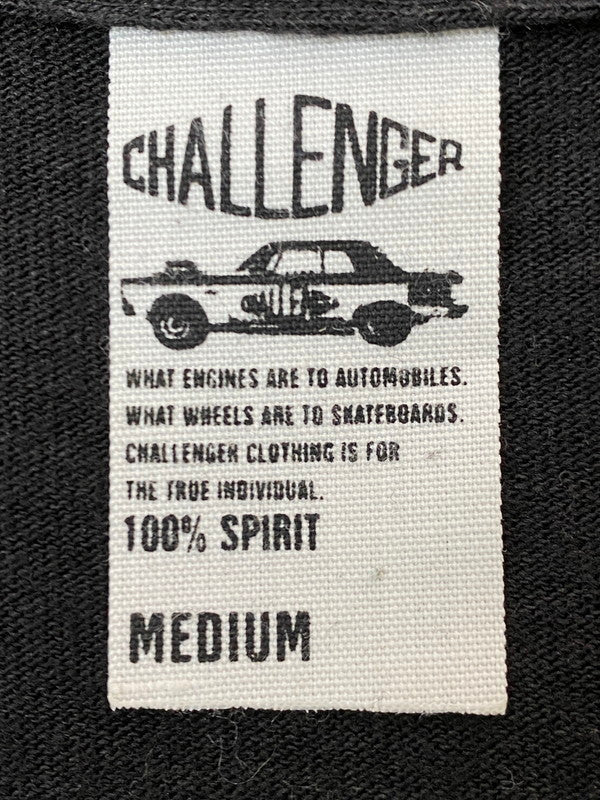 CHALLENGER
CHALLENGER
WHAT ENGINES ARE TO AUTOMOBILES.
WHAT WHEELS ARE TO SKATEBOARDS.
CHALLENGER CLOTHING IS FOR
THE TRUE INDIVIDUAL.
100% SPIRIT
MEDIUM